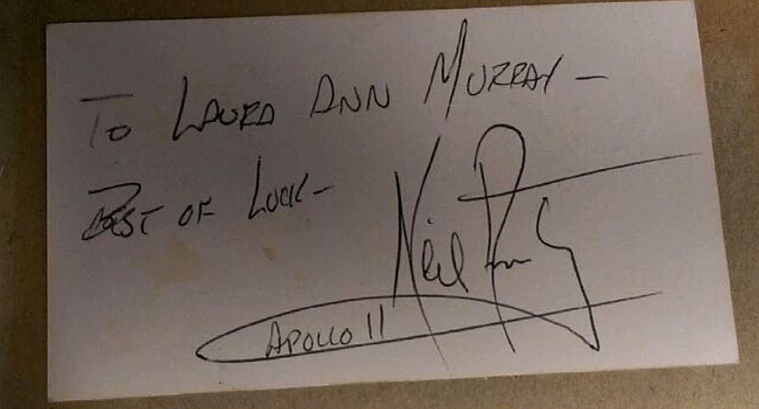 To LAURA ANN MURRAY –
BEST OF LUCK –
Neil
APOLLO 11